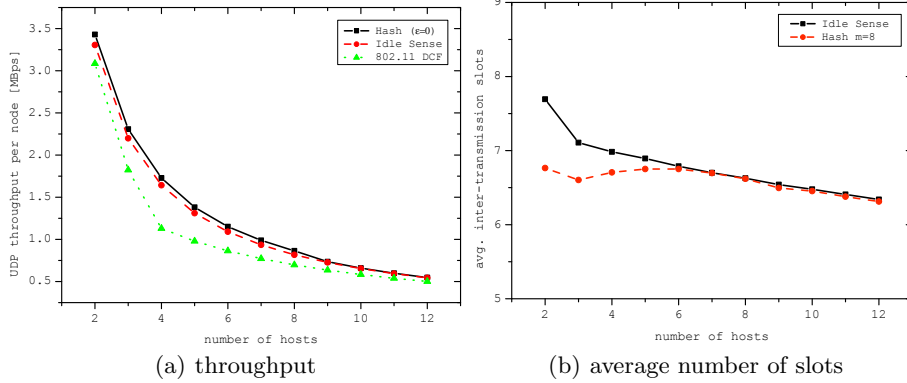 3.5
3.0
2.5
2.0
1.5
1.0
0.5
UDP throughput per node [MBps]
Hash (ε=0)
Idle Sense
802.11 DCF
2 4 6 8 10 12
number of hosts
(a) throughput
9
8
7
6
5
avg. inter-transmission slots
Idle Sense
Hash m=8
2 4 6 8 10 12
number of hosts
(b) average number of slots